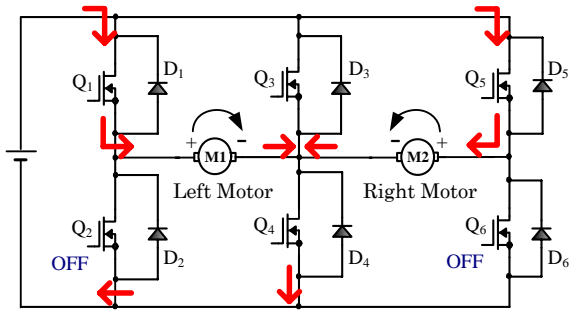 Q1 D1 Q3 D3 Q5 D5
+ - - +
M1 M2
Left Motor Right Motor
Q2 D2 Q4 D4 Q6 D6
OFF OFF